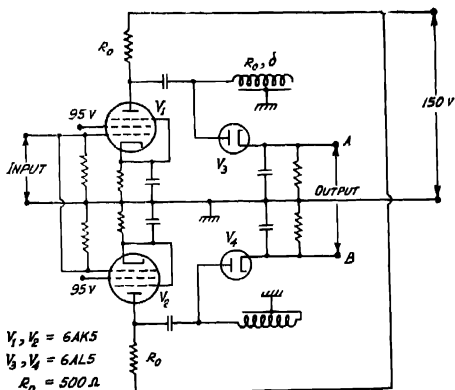 R₀
R₀, δ
95 V
V₁
V₃
A
150 V
INPUT
OUTPUT
V₄
B
95 V
V₂
R₀
V₁, V₂ = 6AK5
V₃, V₄ = 6AL5
R₀ = 500 Ω